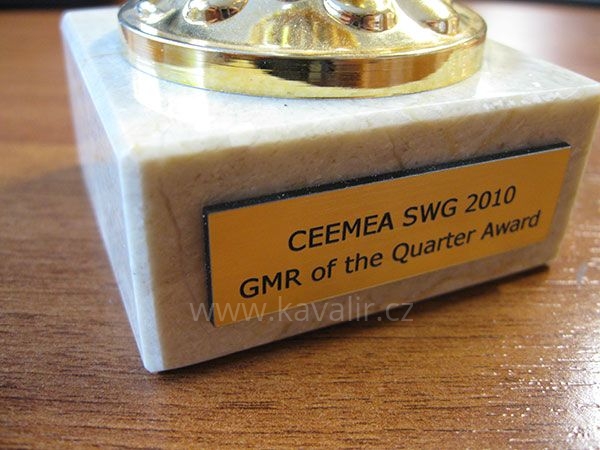 CEEMEA SWG 2010
GMR of the Quarter Award
www.kavalir.cz